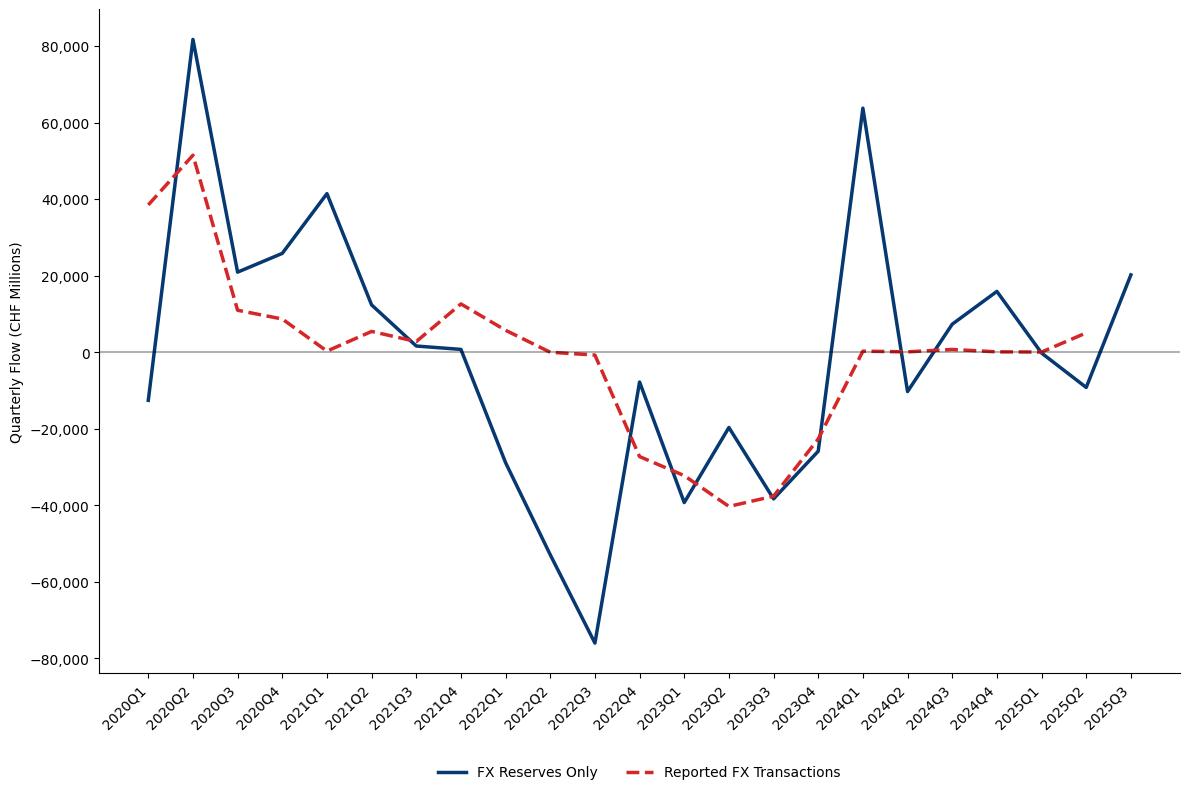 Quarterly Flow (CHF Millions)
80,000
60,000
40,000
20,000
0
−20,000
−40,000
−60,000
−80,000
2020Q1
2020Q2
2020Q3
2020Q4
2021Q1
2021Q2
2021Q3
2021Q4
2022Q1
2022Q2
2022Q3
2022Q4
2023Q1
2023Q2
2023Q3
2023Q4
2024Q1
2024Q2
2024Q3
2024Q4
2025Q1
2025Q2
2025Q3
FX Reserves Only
Reported FX Transactions